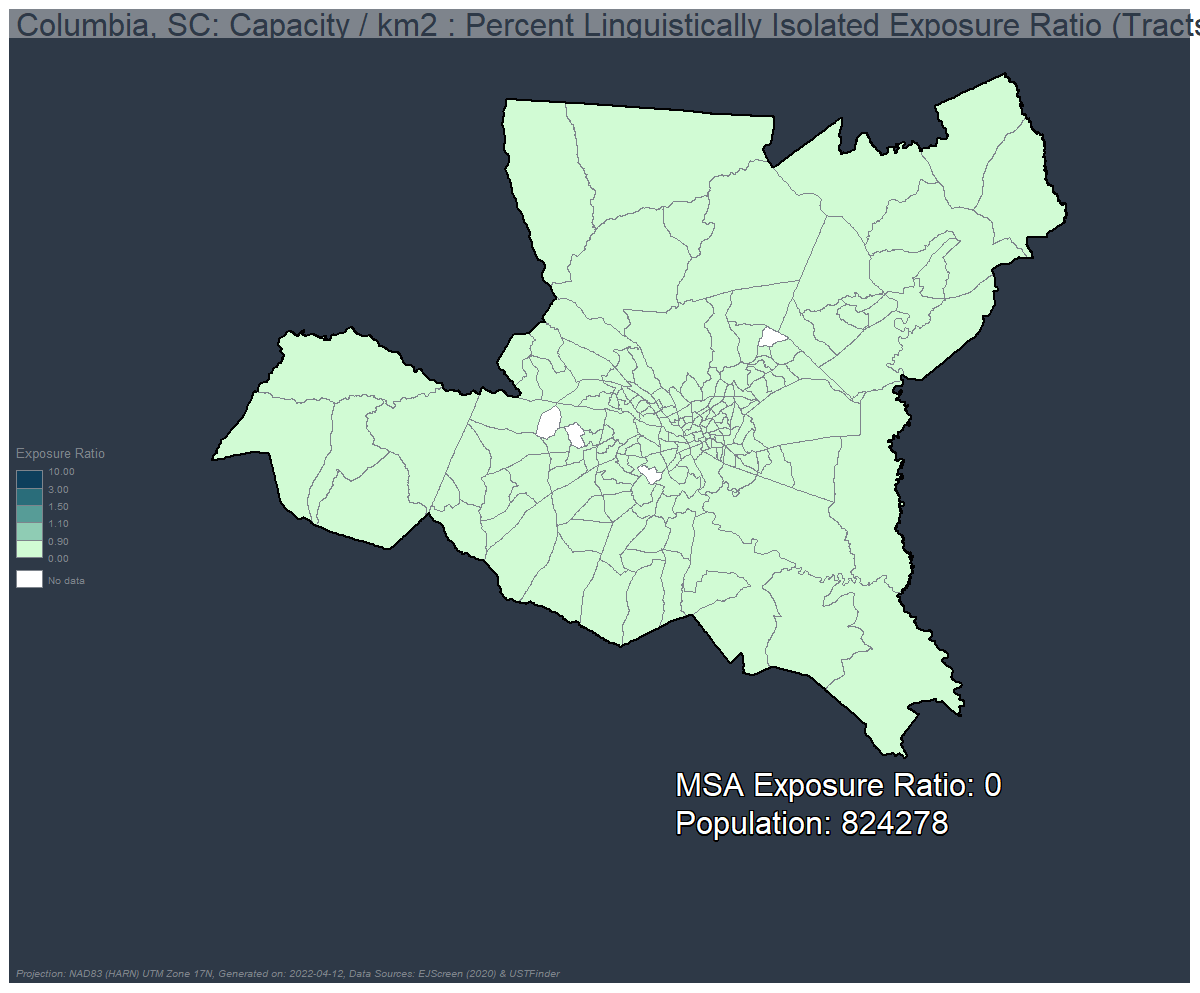 Columbia, SC: Capacity / km2 : Percent Linguistically Isolated Exposure Ratio (Tracts
Exposure Ratio
10.00
3.00
1.50
1.10
0.90
0.00
No data
MSA Exposure Ratio: 0
Population: 824278
Projection: NAD83 (HARN) UTM Zone 17N, Generated on: 2022-04-12, Data Sources: EJScreen (2020) & USTFinder